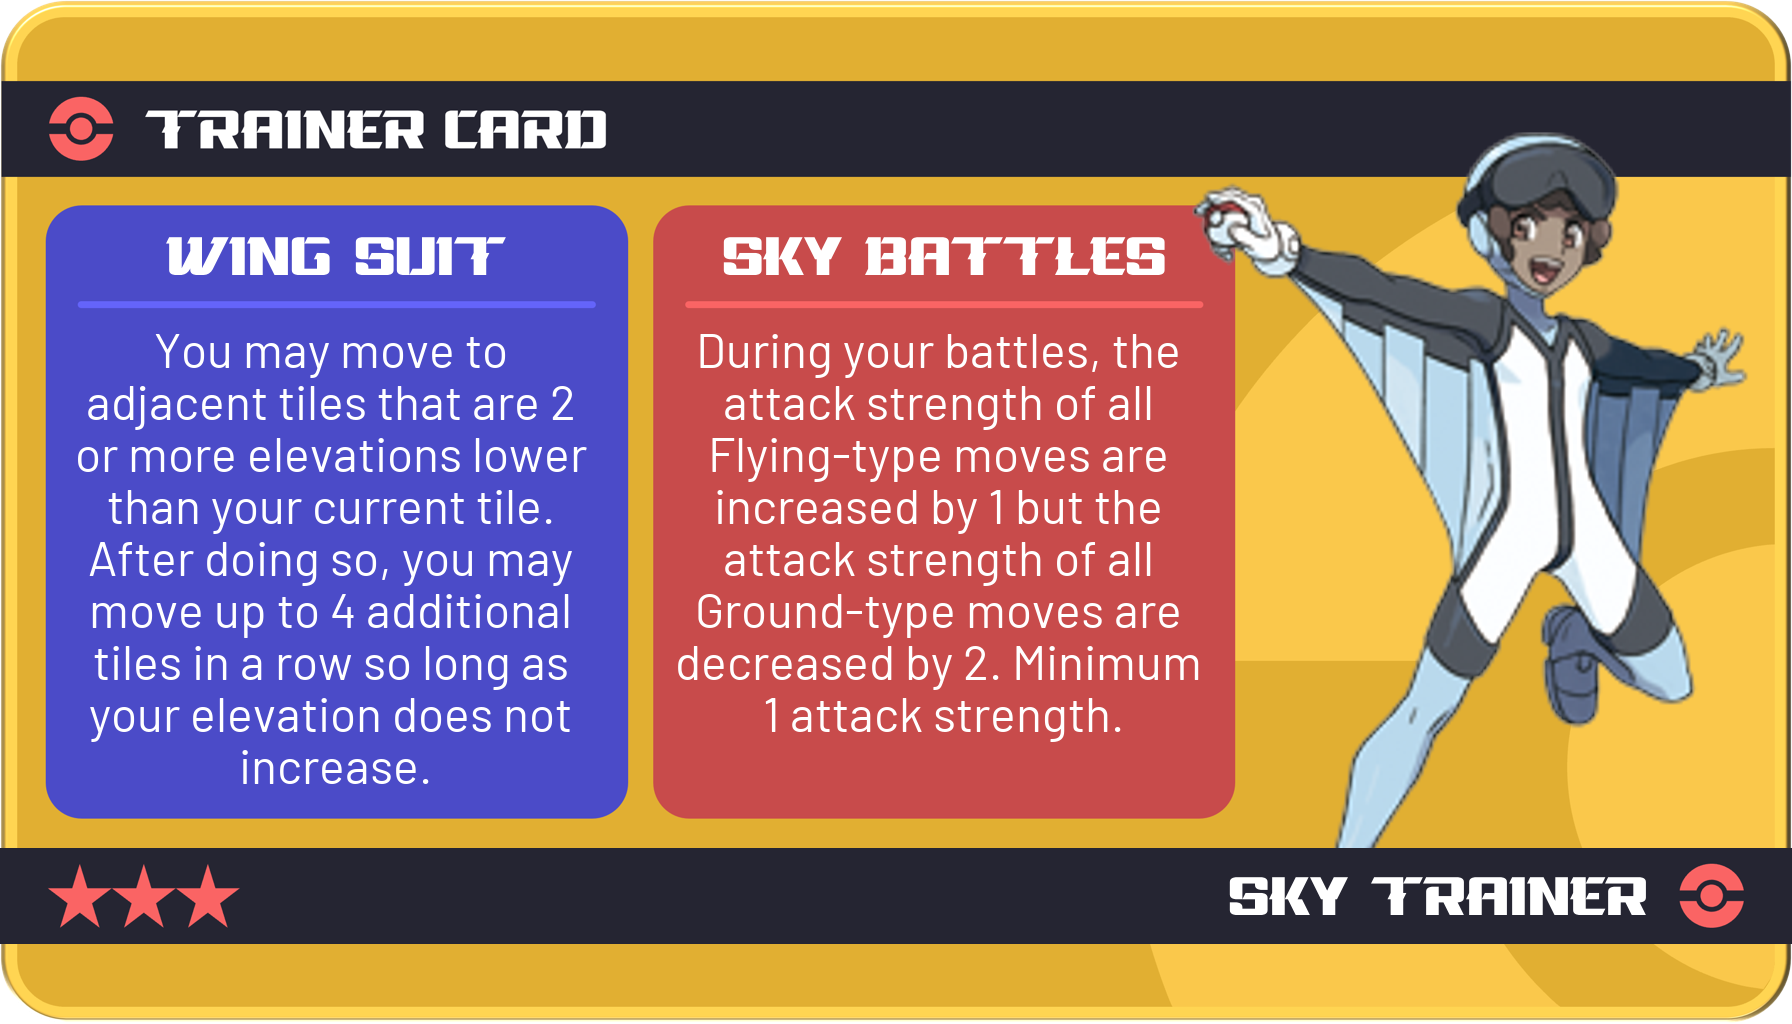 TRAINER CARD
WING SUIT
You may move to
adjacent tiles that are 2
or more elevations lower
than your current tile.
After doing so, you may
move up to 4 additional
tiles in a row so long as
your elevation does not
increase.
SKY BATTLES
During your battles, the
attack strength of all
Flying-type moves are
increased by 1 but the
attack strength of all
Ground-type moves are
decreased by 2. Minimum
1 attack strength.
SKY TRAINER